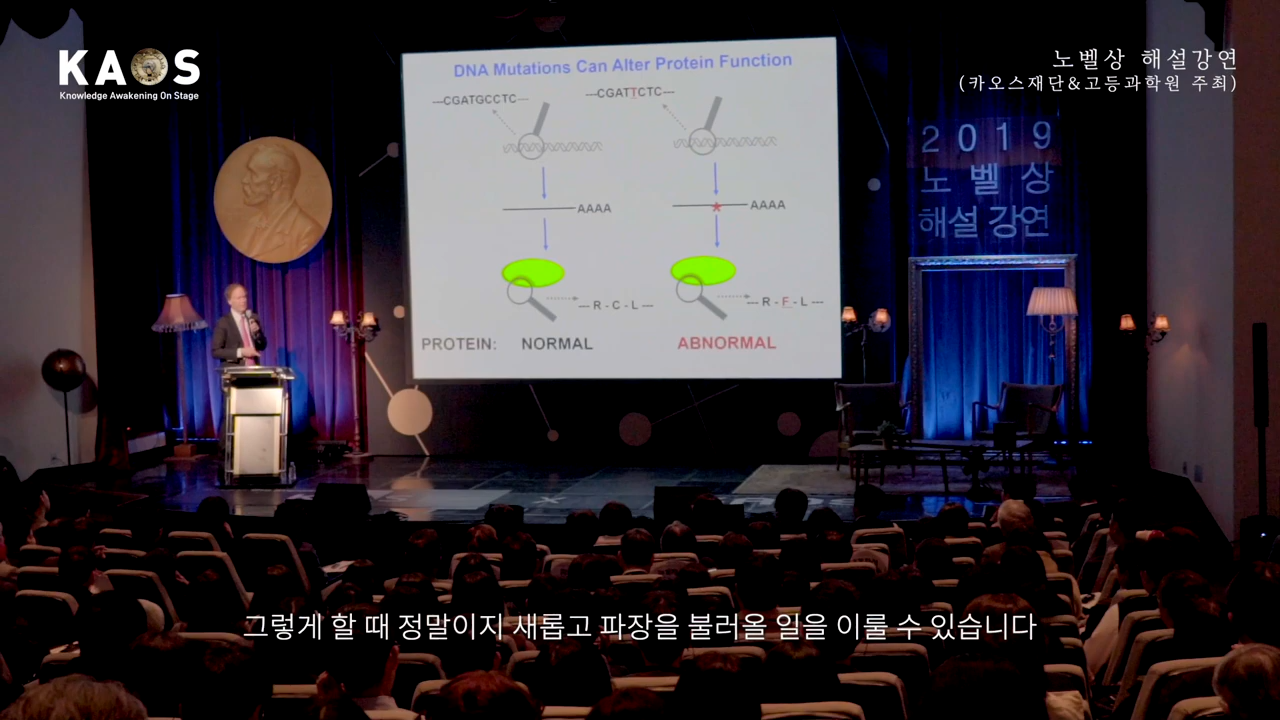 KAOS
Knowledge Awakening On Stage
노벨상 해설강연
(카오스재단&고등과학원 주최)
2019
노벨상
해설 강연
DNA Mutations Can Alter Protein Function
---CGATGCCTC---
---CGATTCTC---
AAAA
AAAA
--- R - C - L ---
--- R - F - L ---
PROTEIN: NORMAL ABNORMAL
그렇게 할 때 정말이지 새롭고 파장을 불러올 일을 이룰 수 있습니다